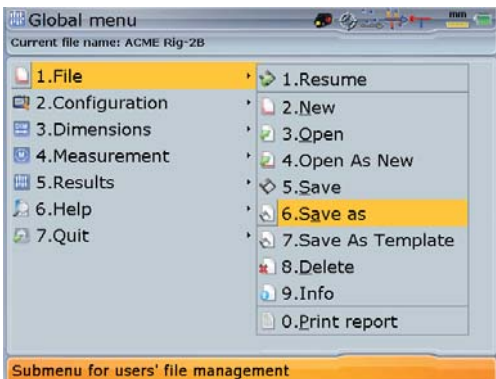 Global menu
mm
Current file name: ACME Rig-2B
1.File
2.Configuration
3.Dimensions
4.Measurement
5.Results
6.Help
7.Quit
1.Resume
2.New
3.Open
4.Open As New
5.Save
6.Save as
7.Save As Template
8.Delete
9.Info
0.Print report
Submenu for users' file management